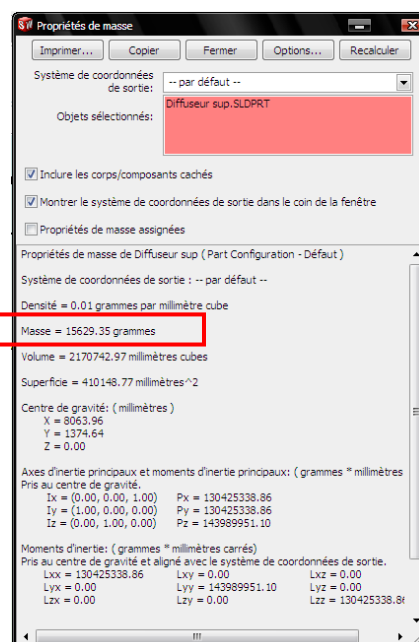 Propriétés de masse
Imprimer... Copier Fermer Options... Recalculer
Système de coordonnées
de sortie: -- par défaut --
Objets sélectionnés: Diffuseur sup.SLDPRT
Inclure les corps/composants cachés
Montrer le système de coordonnées de sortie dans le coin de la fenêtre
Propriétés de masse assignées
Propriétés de masse de Diffuseur sup ( Part Configuration - Défaut )
Système de coordonnées de sortie : -- par défaut --
Densité = 0.01 grammes par millimètre cube
Masse = 15629.35 grammes
Volume = 2170742.97 millimètres cubes
Superficie = 410148.77 millimètres^2
Centre de gravité: ( millimètres )
X = 8063.96
Y = 1374.64
Z = 0.00
Axes d'inertie principaux et moments d'inertie principaux: ( grammes * millimètres
Pris au centre de gravité.
Ix = (0.00, 0.00, 1.00) Px = 130425338.86
Iy = (1.00, 0.00, 0.00) Py = 130425338.86
Iz = (0.00, 1.00, 0.00) Pz = 143989951.10
Moments d'inertie: ( grammes * millimètres carrés)
Pris au centre de gravité et aligné avec le système de coordonnées de sortie.
Lxx = 130425338.86 Lxy = 0.00 Lxz = 0.00
Lyx = 0.00 Lyy = 143989951.10 Lyz = 0.00
Lzx = 0.00 Lzy = 0.00 Lzz = 130425338.86